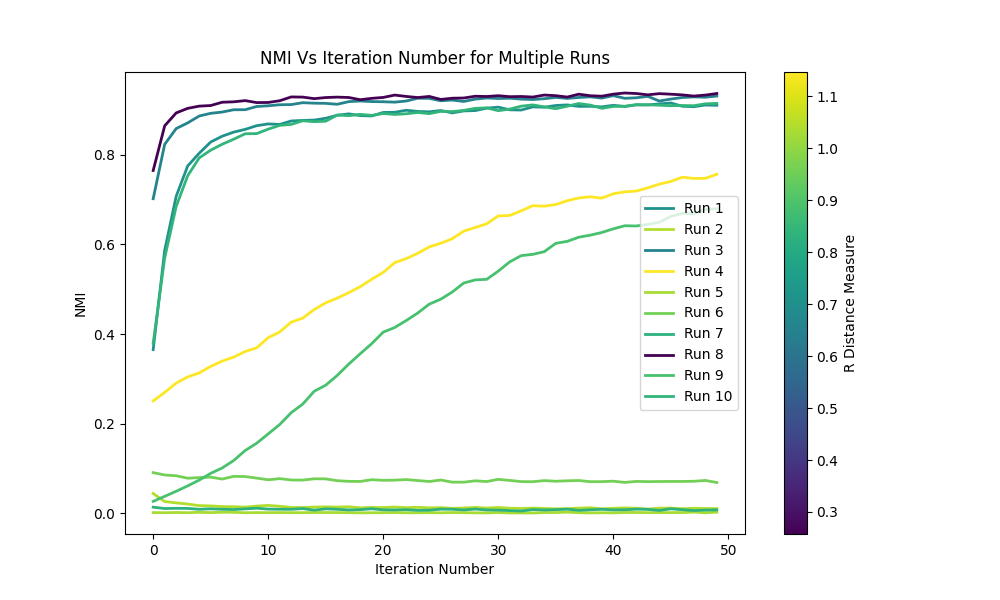 NMI Vs Iteration Number for Multiple Runs
NMI
0.8
0.6
0.4
0.2
0.0
0
10
20
30
40
50
Iteration Number
Run 1
Run 2
Run 3
Run 4
Run 5
Run 6
Run 7
Run 8
Run 9
Run 10
1.1
1.0
0.9
0.8
0.7
0.6
0.5
0.4
0.3
R Distance Measure